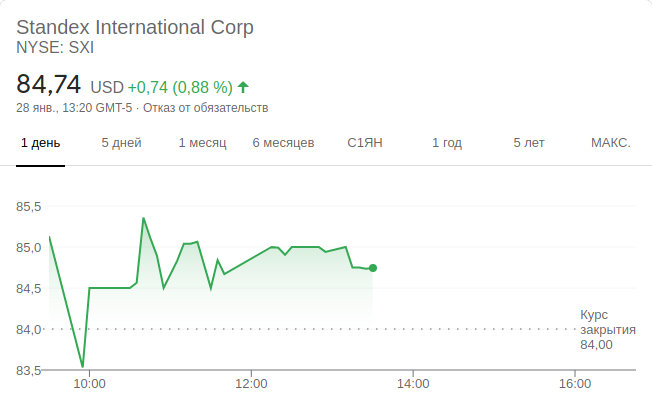 Standex International Corp
NYSE: SXI
84,74 USD +0,74 (0,88 %)
28 янв., 13:20 GMT-5 · Отказ от обязательств
1 день 5 дней 1 месяц 6 месяцев С1ЯН 1 год 5 лет МАКС.
85,5
85,0
84,5
84,0
83,5
Курс
закрытия
84,00
10:00 12:00 14:00 16:00